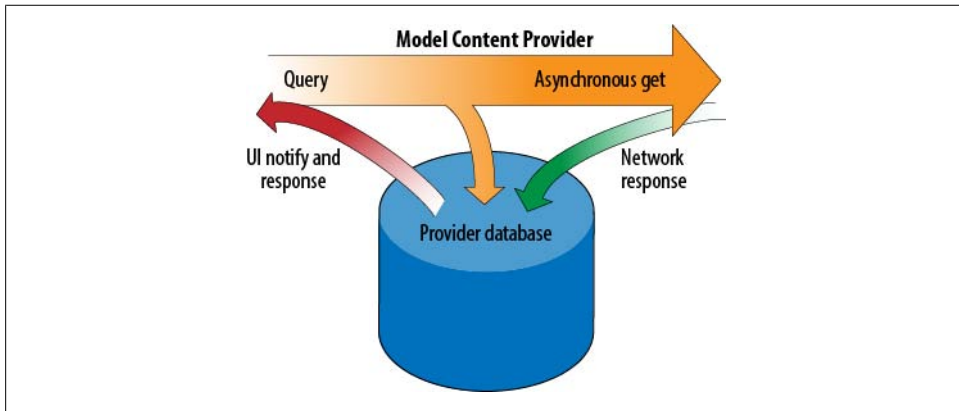 Model Content Provider
Query
Asynchronous get
UI notify and
response
Network
response
Provider database